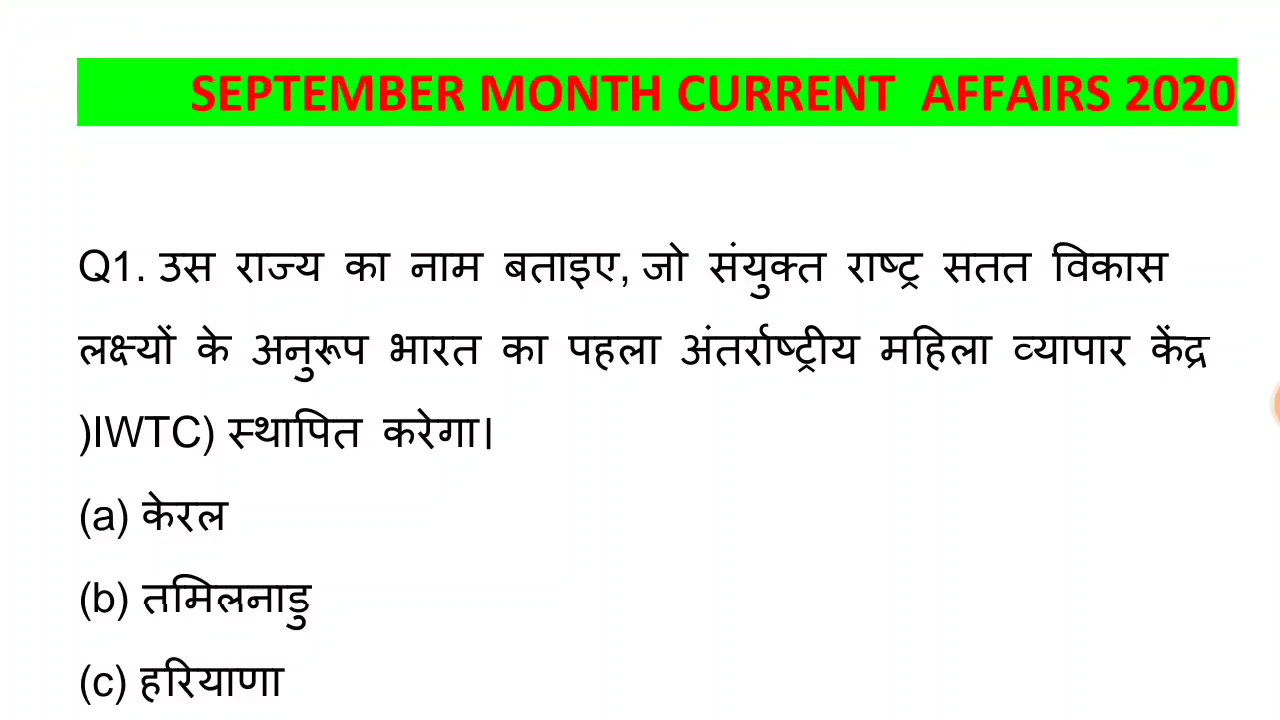 SEPTEMBER MONTH CURRENT AFFAIRS 2020
Q1. उस राज्य का नाम बताइए, जो संयुक्त राष्ट्र सतत विकास
लक्ष्यों के अनुरूप भारत का पहला अंतर्राष्ट्रीय महिला व्यापार केंद्र
)IWTC) स्थापित करेगा।
(a) केरल
(b) तमिलनाडु
(c) हरियाणा